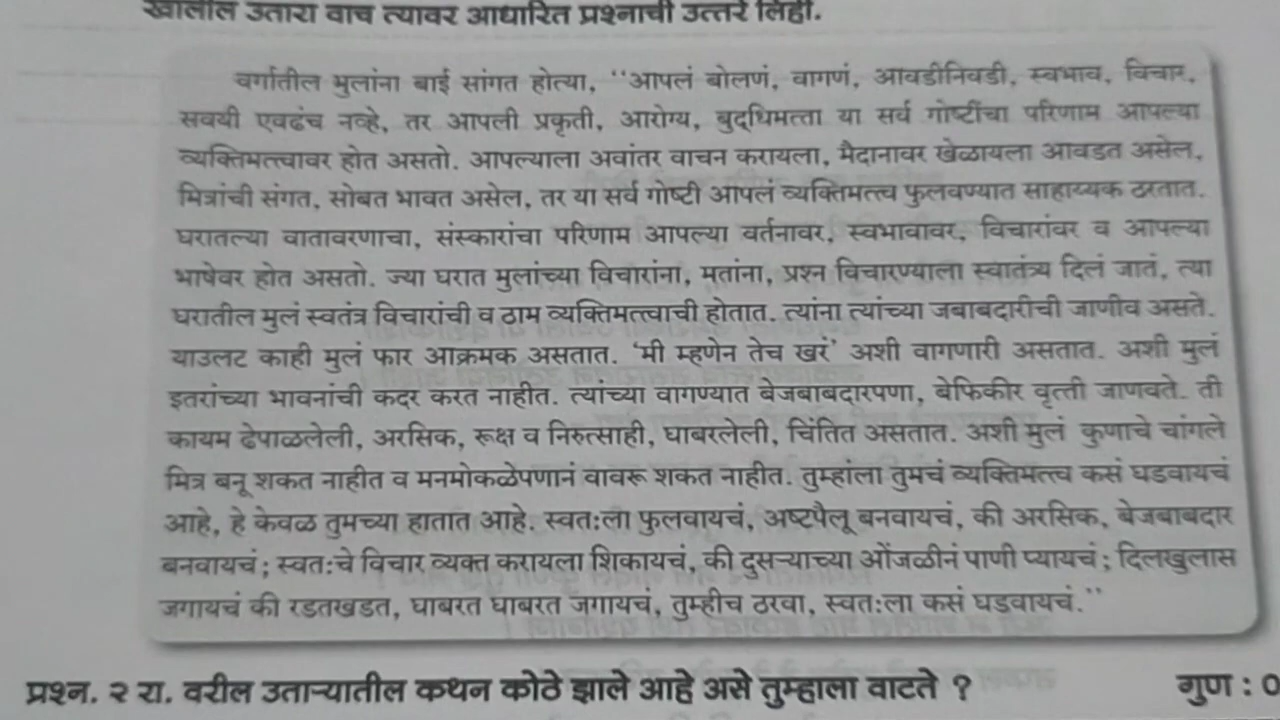 खालील उतारा वाच त्यावर आधारित प्रश्नाची उत्तरे लिही.
वर्गातील मुलांना बाई सांगत होत्या, "आपलं बोलणं, वागणं, आवडीनिवडी, स्वभाव, विचार,
सवयी एवढंच नव्हे, तर आपली प्रकृती, आरोग्य, बुद्धिमत्ता या सर्व गोष्टींचा परिणाम आपल्या
व्यक्तिमत्त्वावर होत असतो. आपल्याला अवांतर वाचन करायला, मैदानावर खेळायला आवडत असेल,
मित्रांची संगत, सोबत भावत असेल, तर या सर्व गोष्टी आपलं व्यक्तिमत्त्व फुलवण्यात साहाय्यक ठरतात.
घरातल्या वातावरणाचा, संस्कारांचा परिणाम आपल्या वर्तनावर, स्वभावावर, विचारांवर व आपल्या
भाषेवर होत असतो. ज्या घरात मुलांच्या विचारांना, मतांना, प्रश्न विचारण्याला स्वातंत्र्य दिलं जातं, त्या
घरातील मुलं स्वतंत्र विचारांची व ठाम व्यक्तिमत्त्वाची होतात. त्यांना त्यांच्या जबाबदारीची जाणीव असते.
याउलट काही मुलं फार आक्रमक असतात. 'मी म्हणेन तेच खरं' अशी वागणारी असतात. अशी मुलं
इतरांच्या भावनांची कदर करत नाहीत. त्यांच्या वागण्यात बेजबाबदारपणा, बेफिकीर वृत्ती जाणवते. ती
कायम ढेपाळलेली, अरसिक, रूक्ष व निरुत्साही, घाबरलेली, चिंतित असतात. अशी मुलं कुणाचे चांगले
मित्र बनू शकत नाहीत व मनमोकळेपणानं वावरू शकत नाहीत. तुम्हांला तुमचं व्यक्तिमत्त्व कसं घडवायचं
आहे, हे केवळ तुमच्या हातात आहे. स्वत:ला फुलवायचं, अष्टपैलू बनवायचं, की अरसिक, बेजबाबदार
बनवायचं; स्वत:चे विचार व्यक्त करायला शिकायचं, की दुसऱ्याच्या ओंजळीनं पाणी प्यायचं; दिलखुलास
जगायचं की रडतखडत, घाबरत घाबरत जगायचं, तुम्हीच ठरवा, स्वत:ला कसं घडवायचं."
प्रश्न. २ रा. वरील उताऱ्यातील कथन कोठे झाले आहे असे तुम्हाला वाटते ? गुण : 0